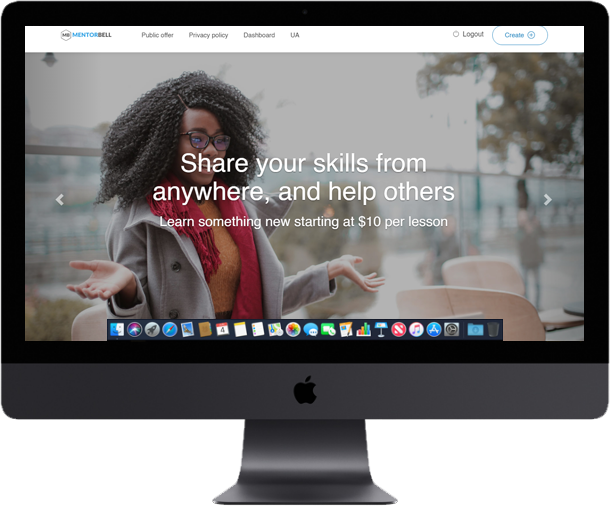 MB MENTORBELL
Public offer Privacy policy Dashboard UA
Logout Create
Share your skills from
anywhere, and help others
Learn something new starting at $10 per lesson
4